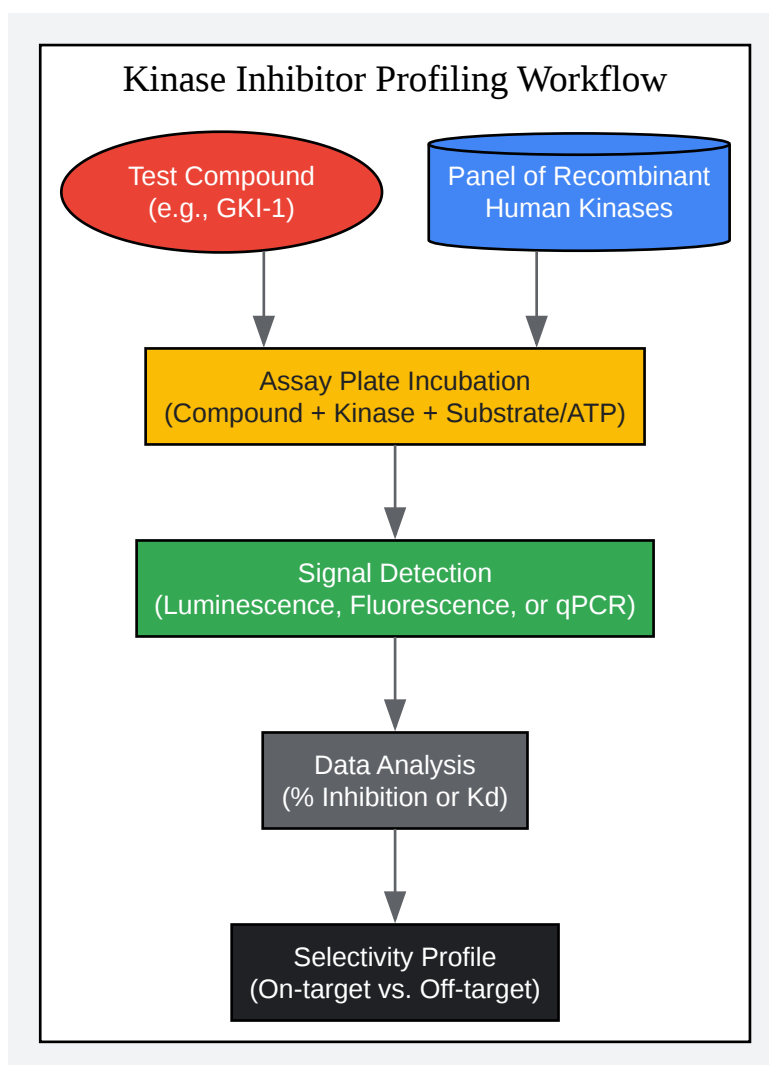 Kinase Inhibitor Profiling Workflow
Test Compound
(e.g., GKI-1)
Panel of Recombinant
Human Kinases
Assay Plate Incubation
(Compound + Kinase + Substrate/ATP)
Signal Detection
(Luminescence, Fluorescence, or qPCR)
Data Analysis
(% Inhibition or Kd)
Selectivity Profile
(On-target vs. Off-target)